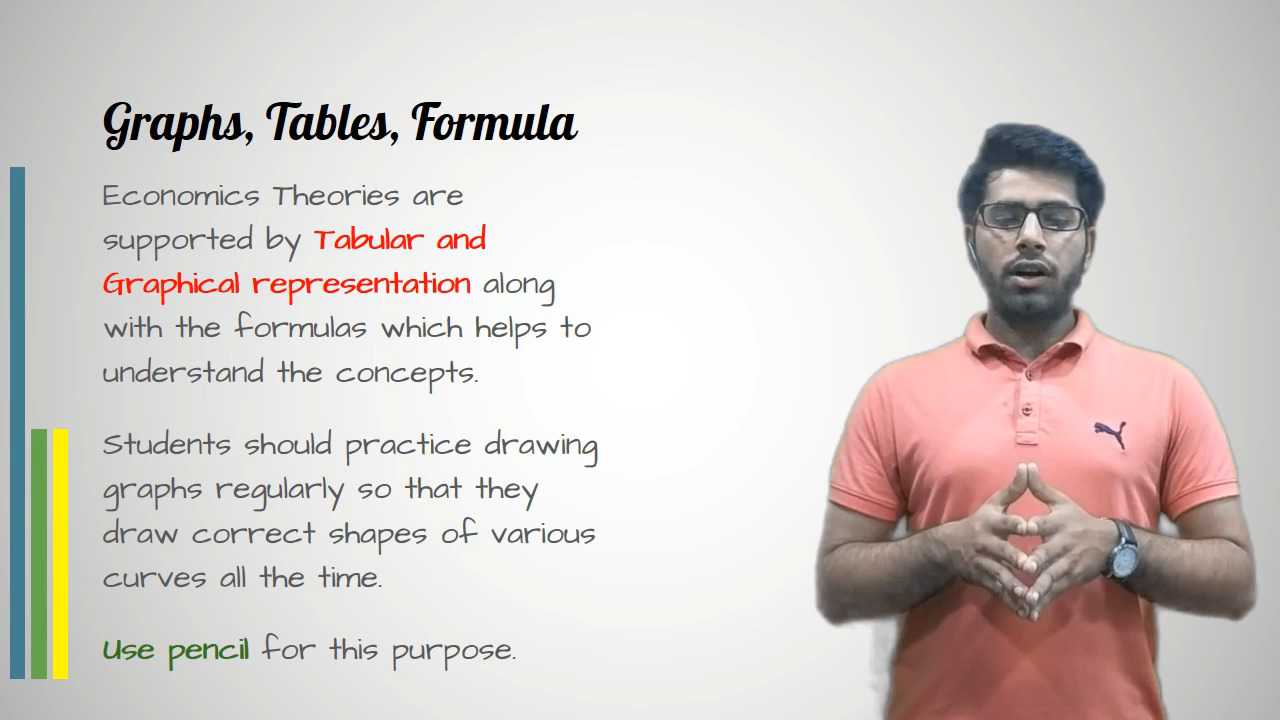 Graphs, Tables, Formula
Economics Theories are
supported by Tabular and
Graphical representation along
with the formulas which helps to
understand the concepts.
Students should practice drawing
graphs regularly so that they
draw correct shapes of various
curves all the time.
Use pencil for this purpose.